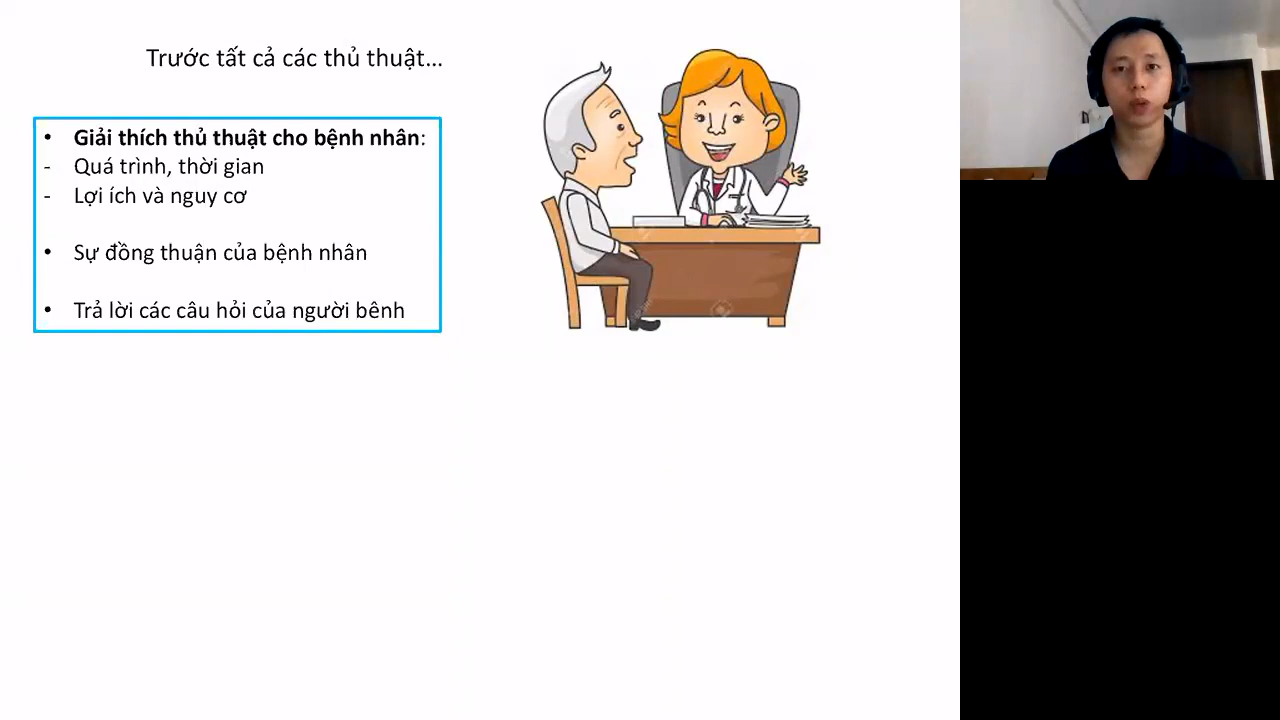 Trước tất cả các thủ thuật...
• Giải thích thủ thuật cho bệnh nhân:
- Quá trình, thời gian
- Lợi ích và nguy cơ
• Sự đồng thuận của bệnh nhân
• Trả lời các câu hỏi của người bênh